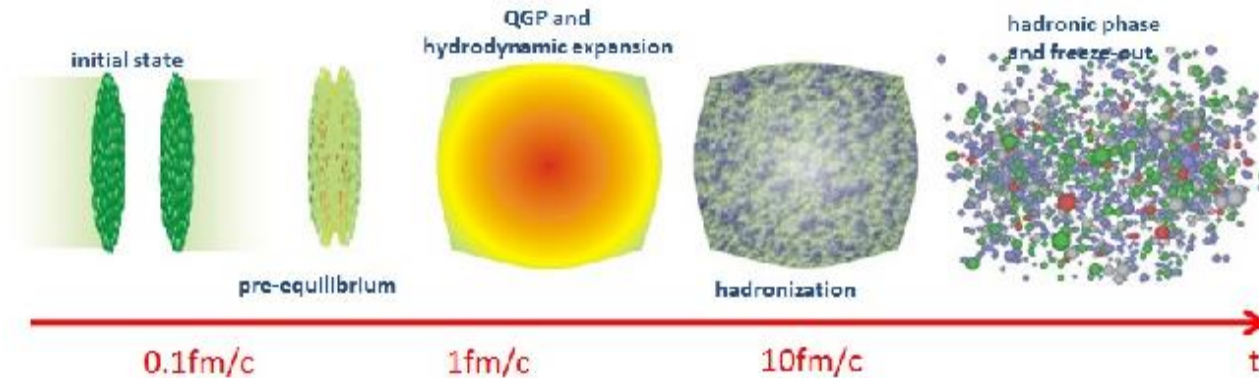 initial state
pre-equilibrium
QGP and
hydrodynamic expansion
hadronization
hadronic phase
and freeze-out
0.1fm/c
1fm/c
10fm/c
t